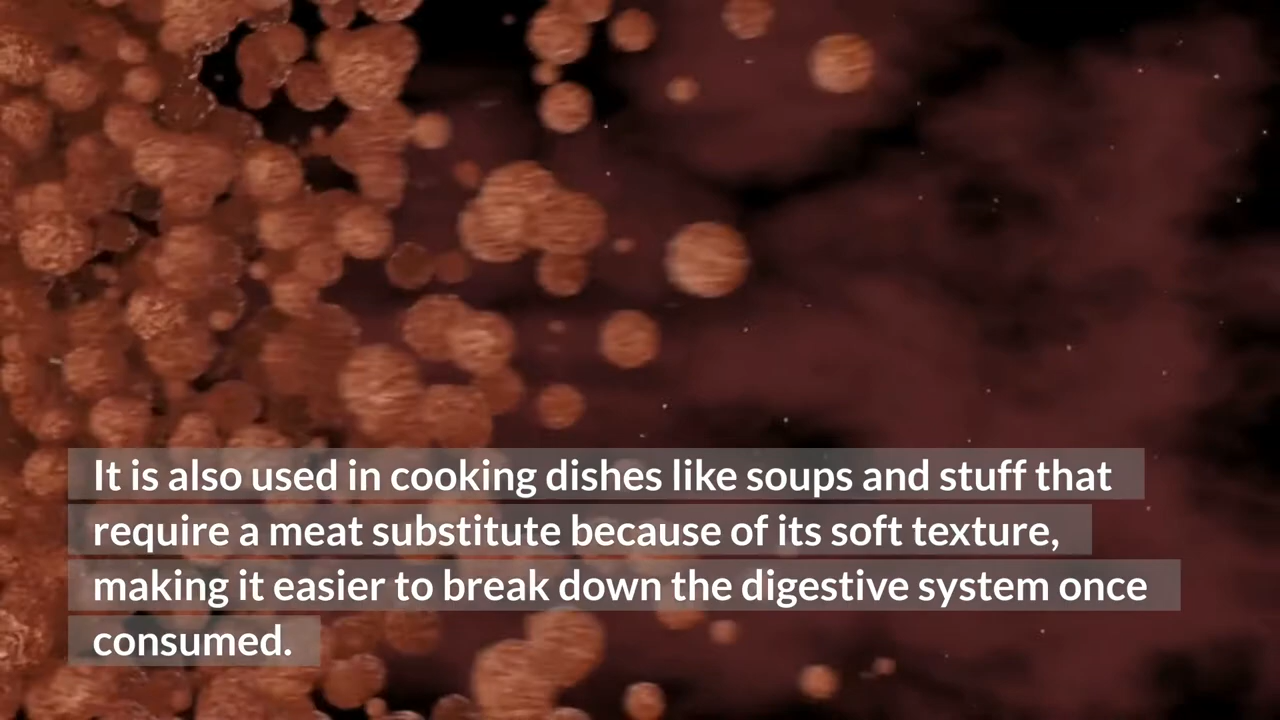 It is also used in cooking dishes like soups and stuff that
require a meat substitute because of its soft texture,
making it easier to break down the digestive system once
consumed.